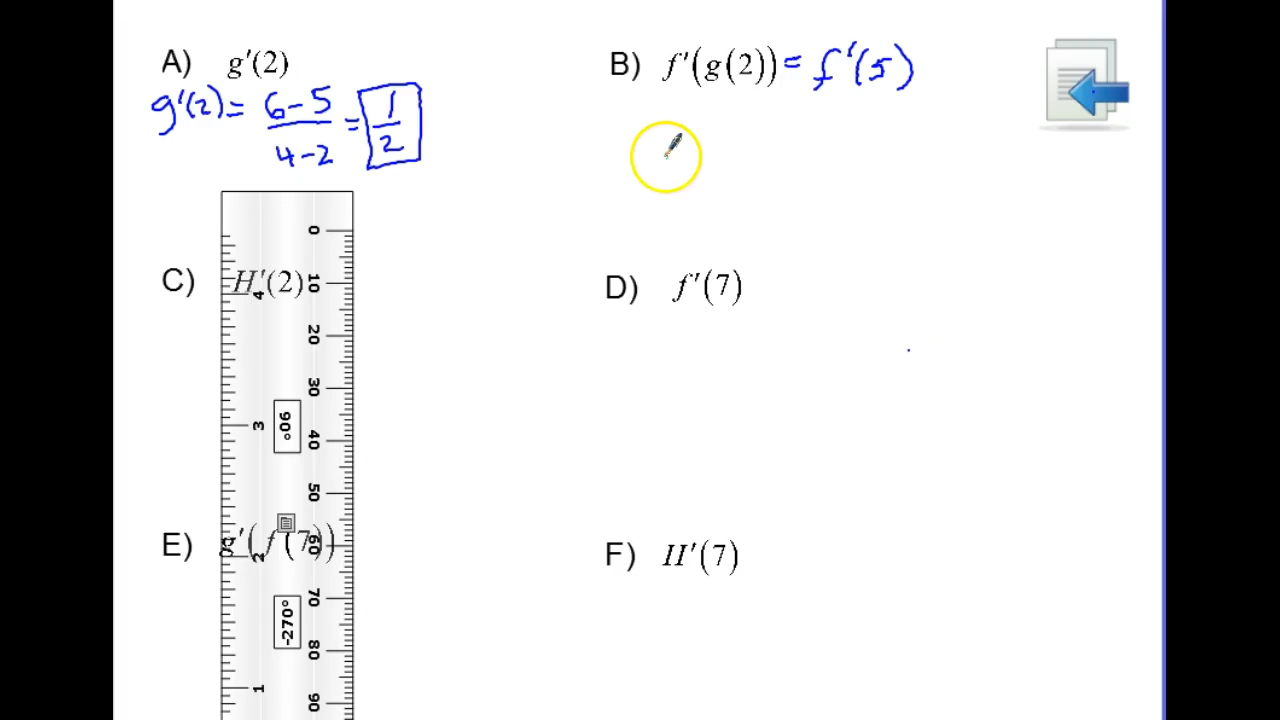 A) g′(2)
g′(2) = 6-5 / 4-2 = 1/2
B) f′(g(2)) = f′(5)
C) H′(2)
D) f′(7)
E) g′(f(7))
F) H′(7)
0
10
20
30
40
50
60
70
80
90
4
3
2
1
90°
-270°